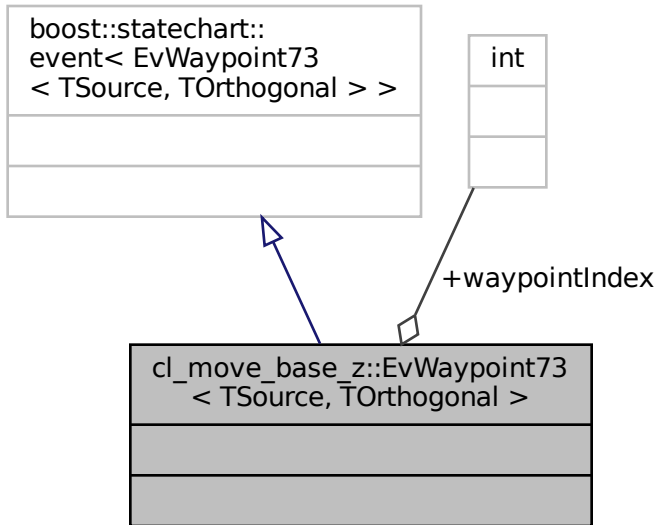 boost::statechart::
event< EvWaypoint73
< TSource, TOrthogonal > >
int
+waypointIndex
cl_move_base_z::EvWaypoint73
< TSource, TOrthogonal >